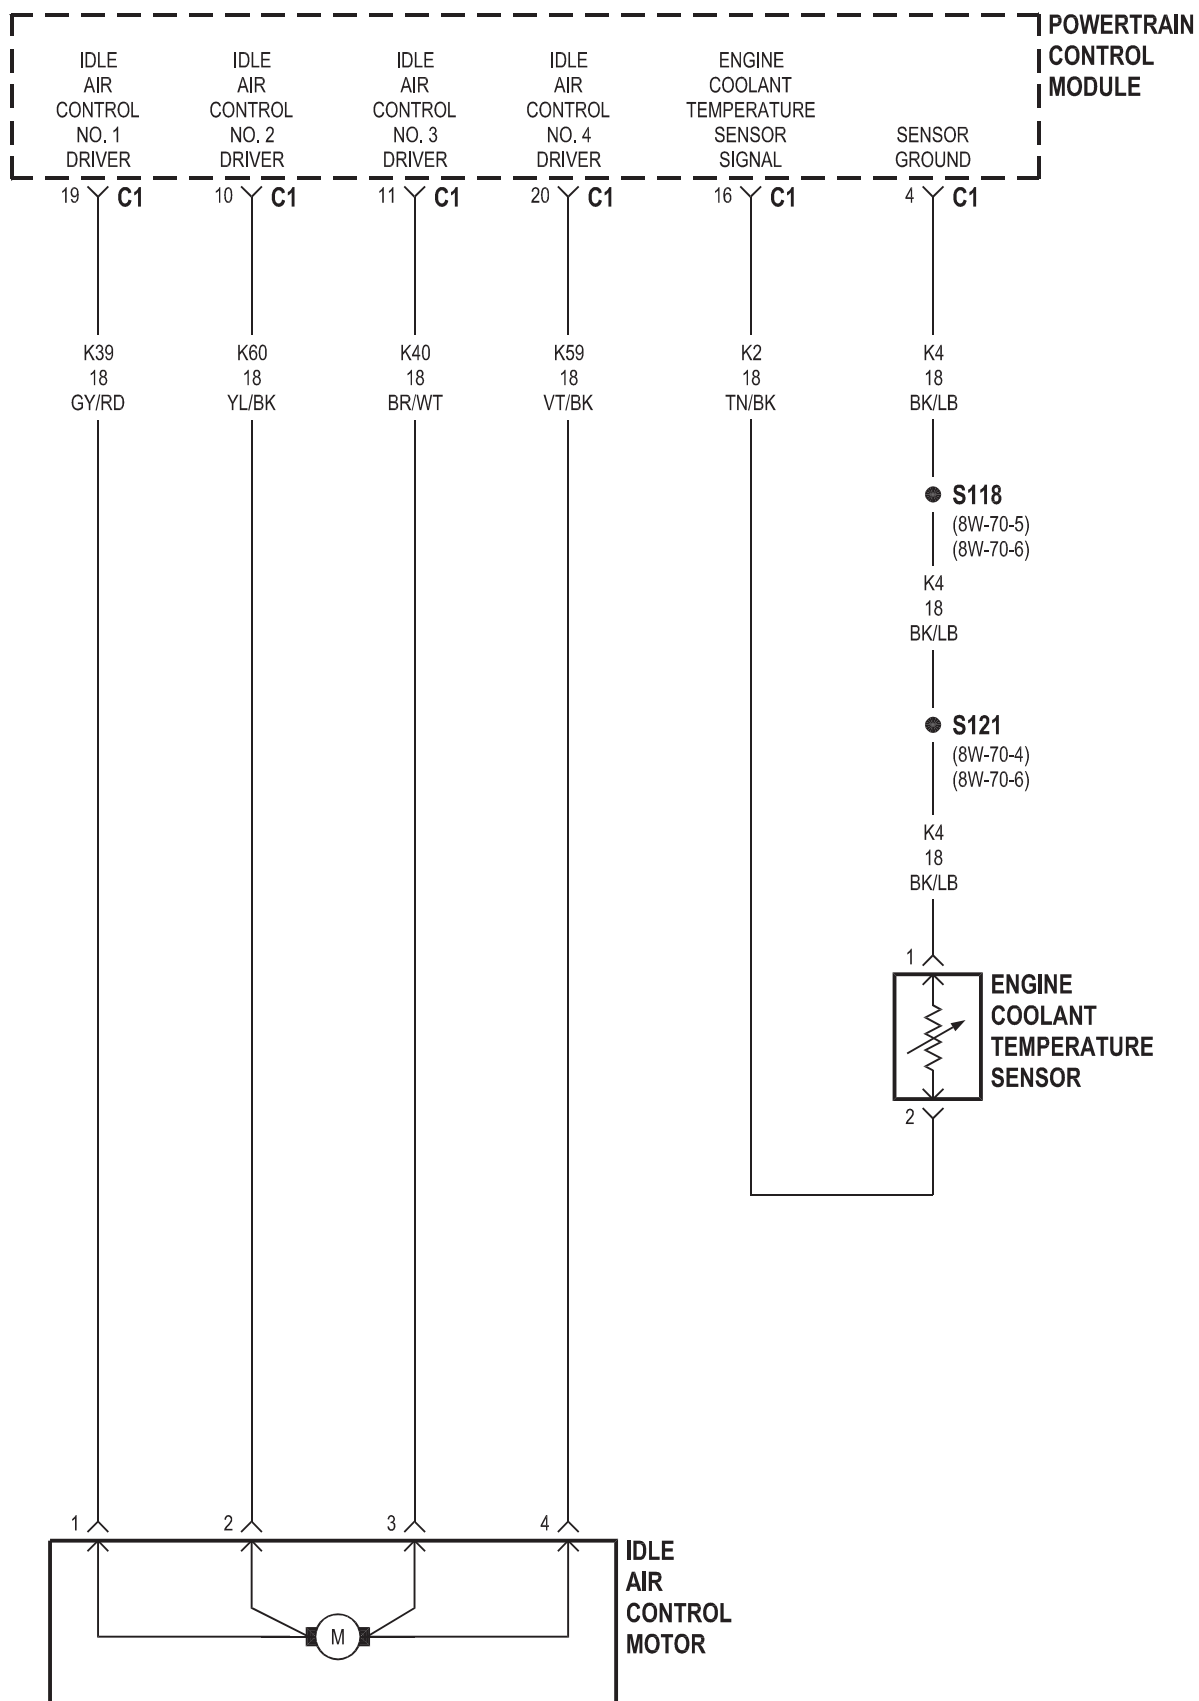 POWERTRAIN
CONTROL
MODULE
IDLE
AIR
CONTROL
NO. 1
DRIVER
IDLE
AIR
CONTROL
NO. 2
DRIVER
IDLE
AIR
CONTROL
NO. 3
DRIVER
IDLE
AIR
CONTROL
NO. 4
DRIVER
ENGINE
COOLANT
TEMPERATURE
SENSOR
SIGNAL
SENSOR
GROUND
19 C1
10 C1
11 C1
20 C1
16 C1
4 C1
K39
18
GY/RD
K60
18
YL/BK
K40
18
BR/WT
K59
18
VT/BK
K2
18
TN/BK
K4
18
BK/LB
S118
(8W-70-5)
(8W-70-6)
K4
18
BK/LB
S121
(8W-70-4)
(8W-70-6)
K4
18
BK/LB
1
ENGINE
COOLANT
TEMPERATURE
SENSOR
2
1
2
3
4
IDLE
AIR
CONTROL
MOTOR
M